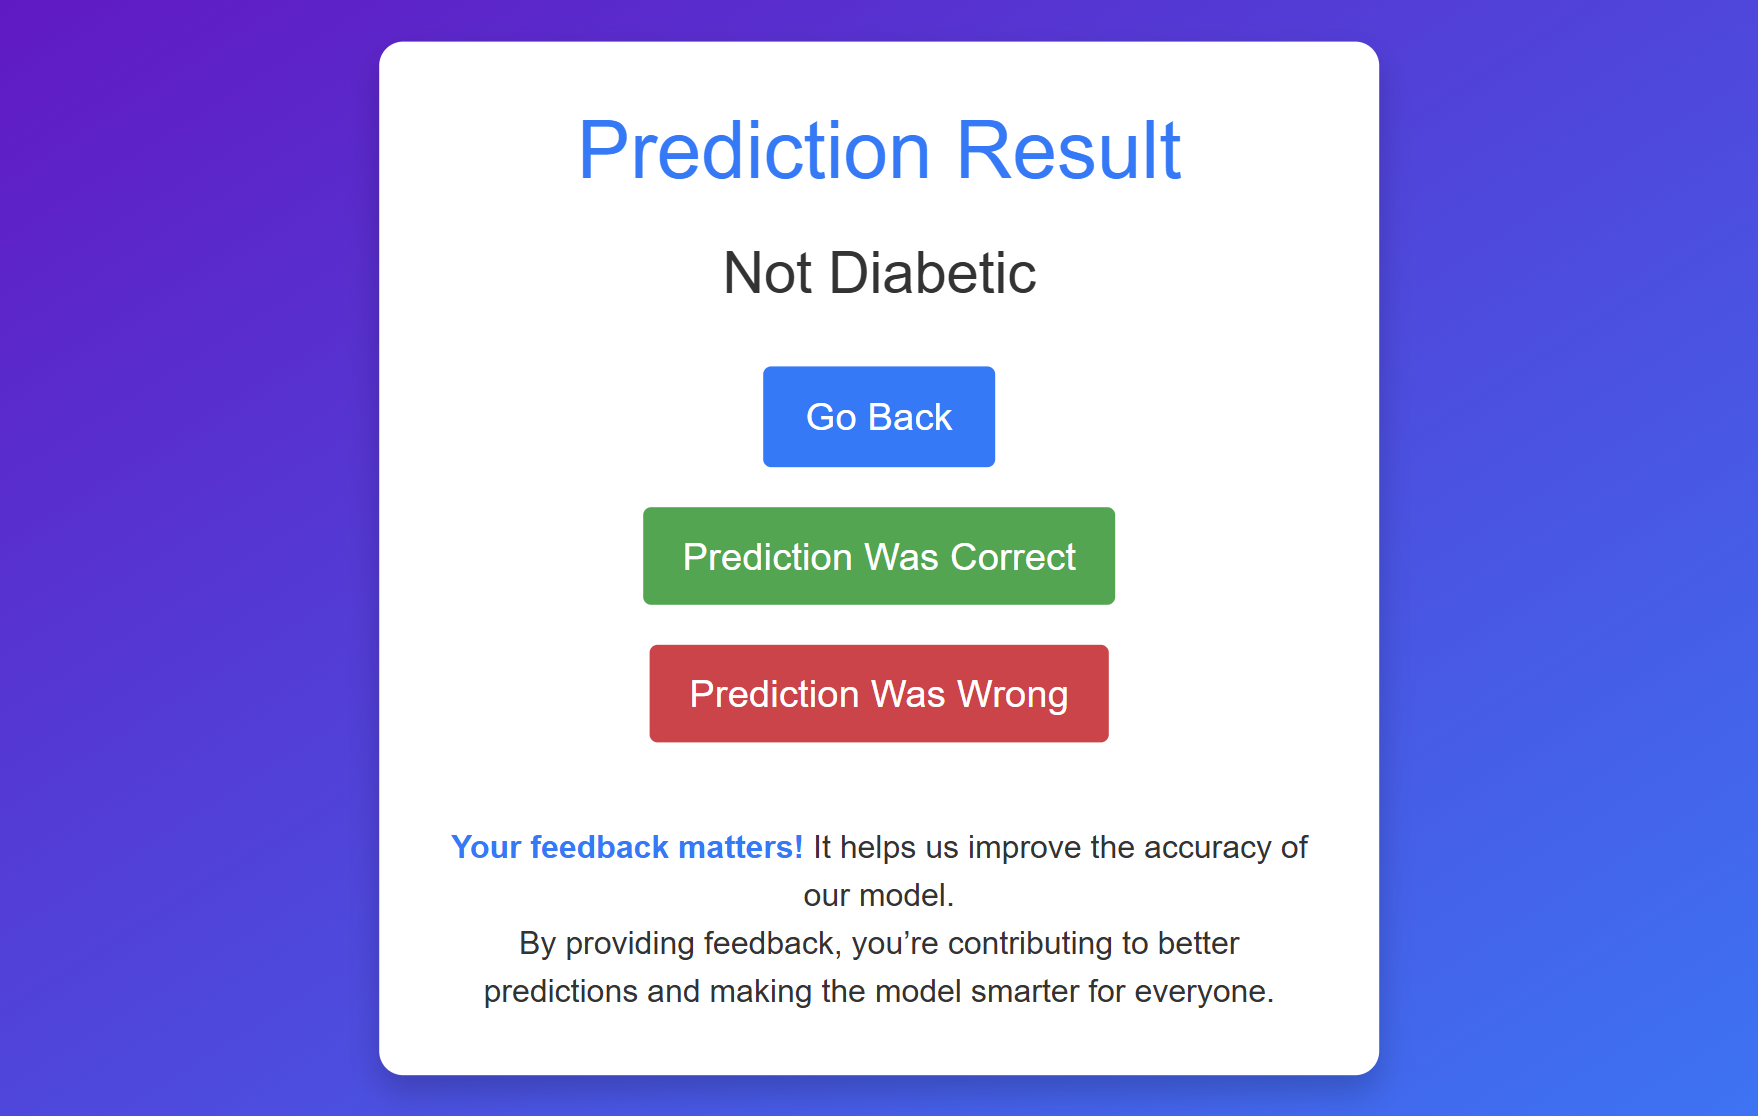 Prediction Result
Not Diabetic
Go Back
Prediction Was Correct
Prediction Was Wrong
Your feedback matters! It helps us improve the accuracy of
our model.
By providing feedback, you’re contributing to better
predictions and making the model smarter for everyone.